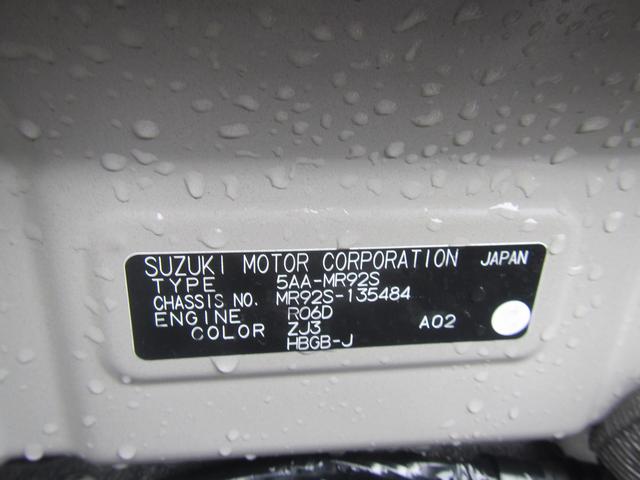 SUZUKI MOTOR CORPORATION JAPAN
TYPE 5AA-MR92S
CHASSIS NO. MR92S-135484
ENGINE R06D
COLOR ZJ3 A02
HBGB-J